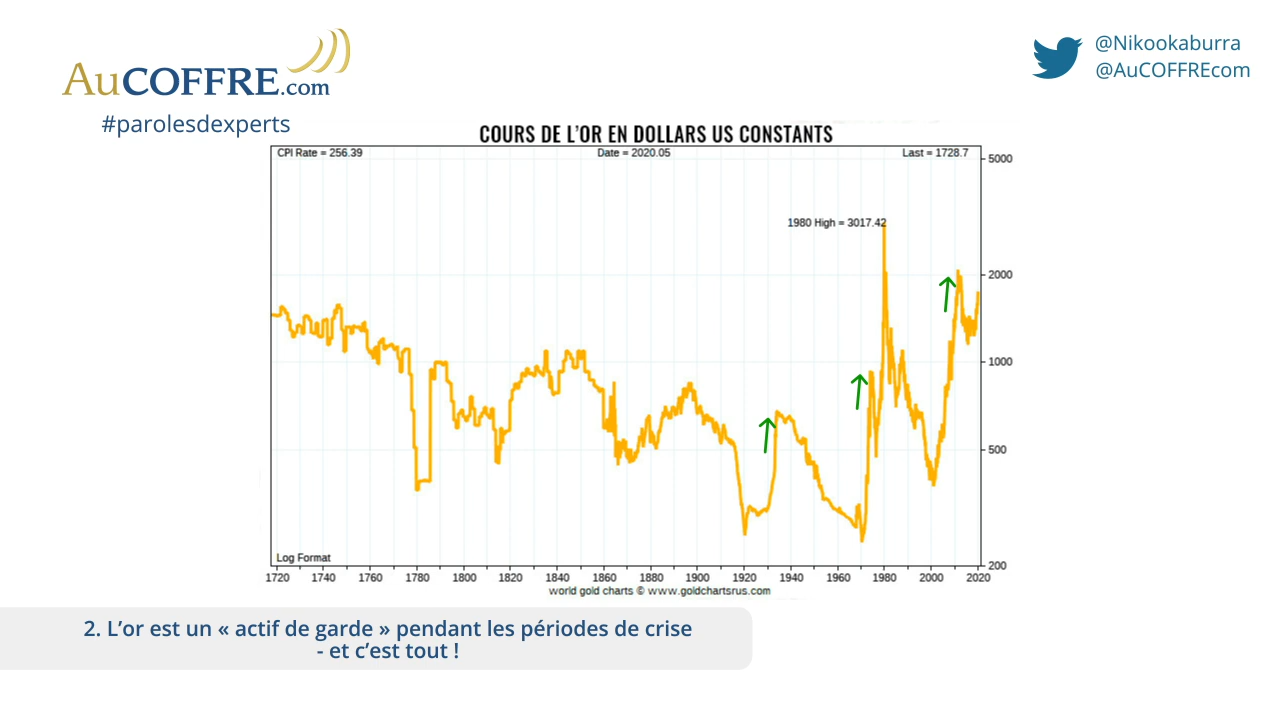 AuCOFFRE.com
#parolesdexperts
@Nikookaburra
@AuCOFFREcom
COURS DE L'OR EN DOLLARS US CONSTANTS
CPI Rate = 256.39 Date = 2020.05 Last = 1728.7
5000
1980 High = 3017.42
2000
1000
500
Log Format
200
1720 1740 1760 1780 1800 1820 1840 1860 1880 1900 1920 1940 1960 1980 2000 2020
world gold charts © www.goldchartsrus.com
2. L’or est un « actif de garde » pendant les périodes de crise
- et c’est tout !